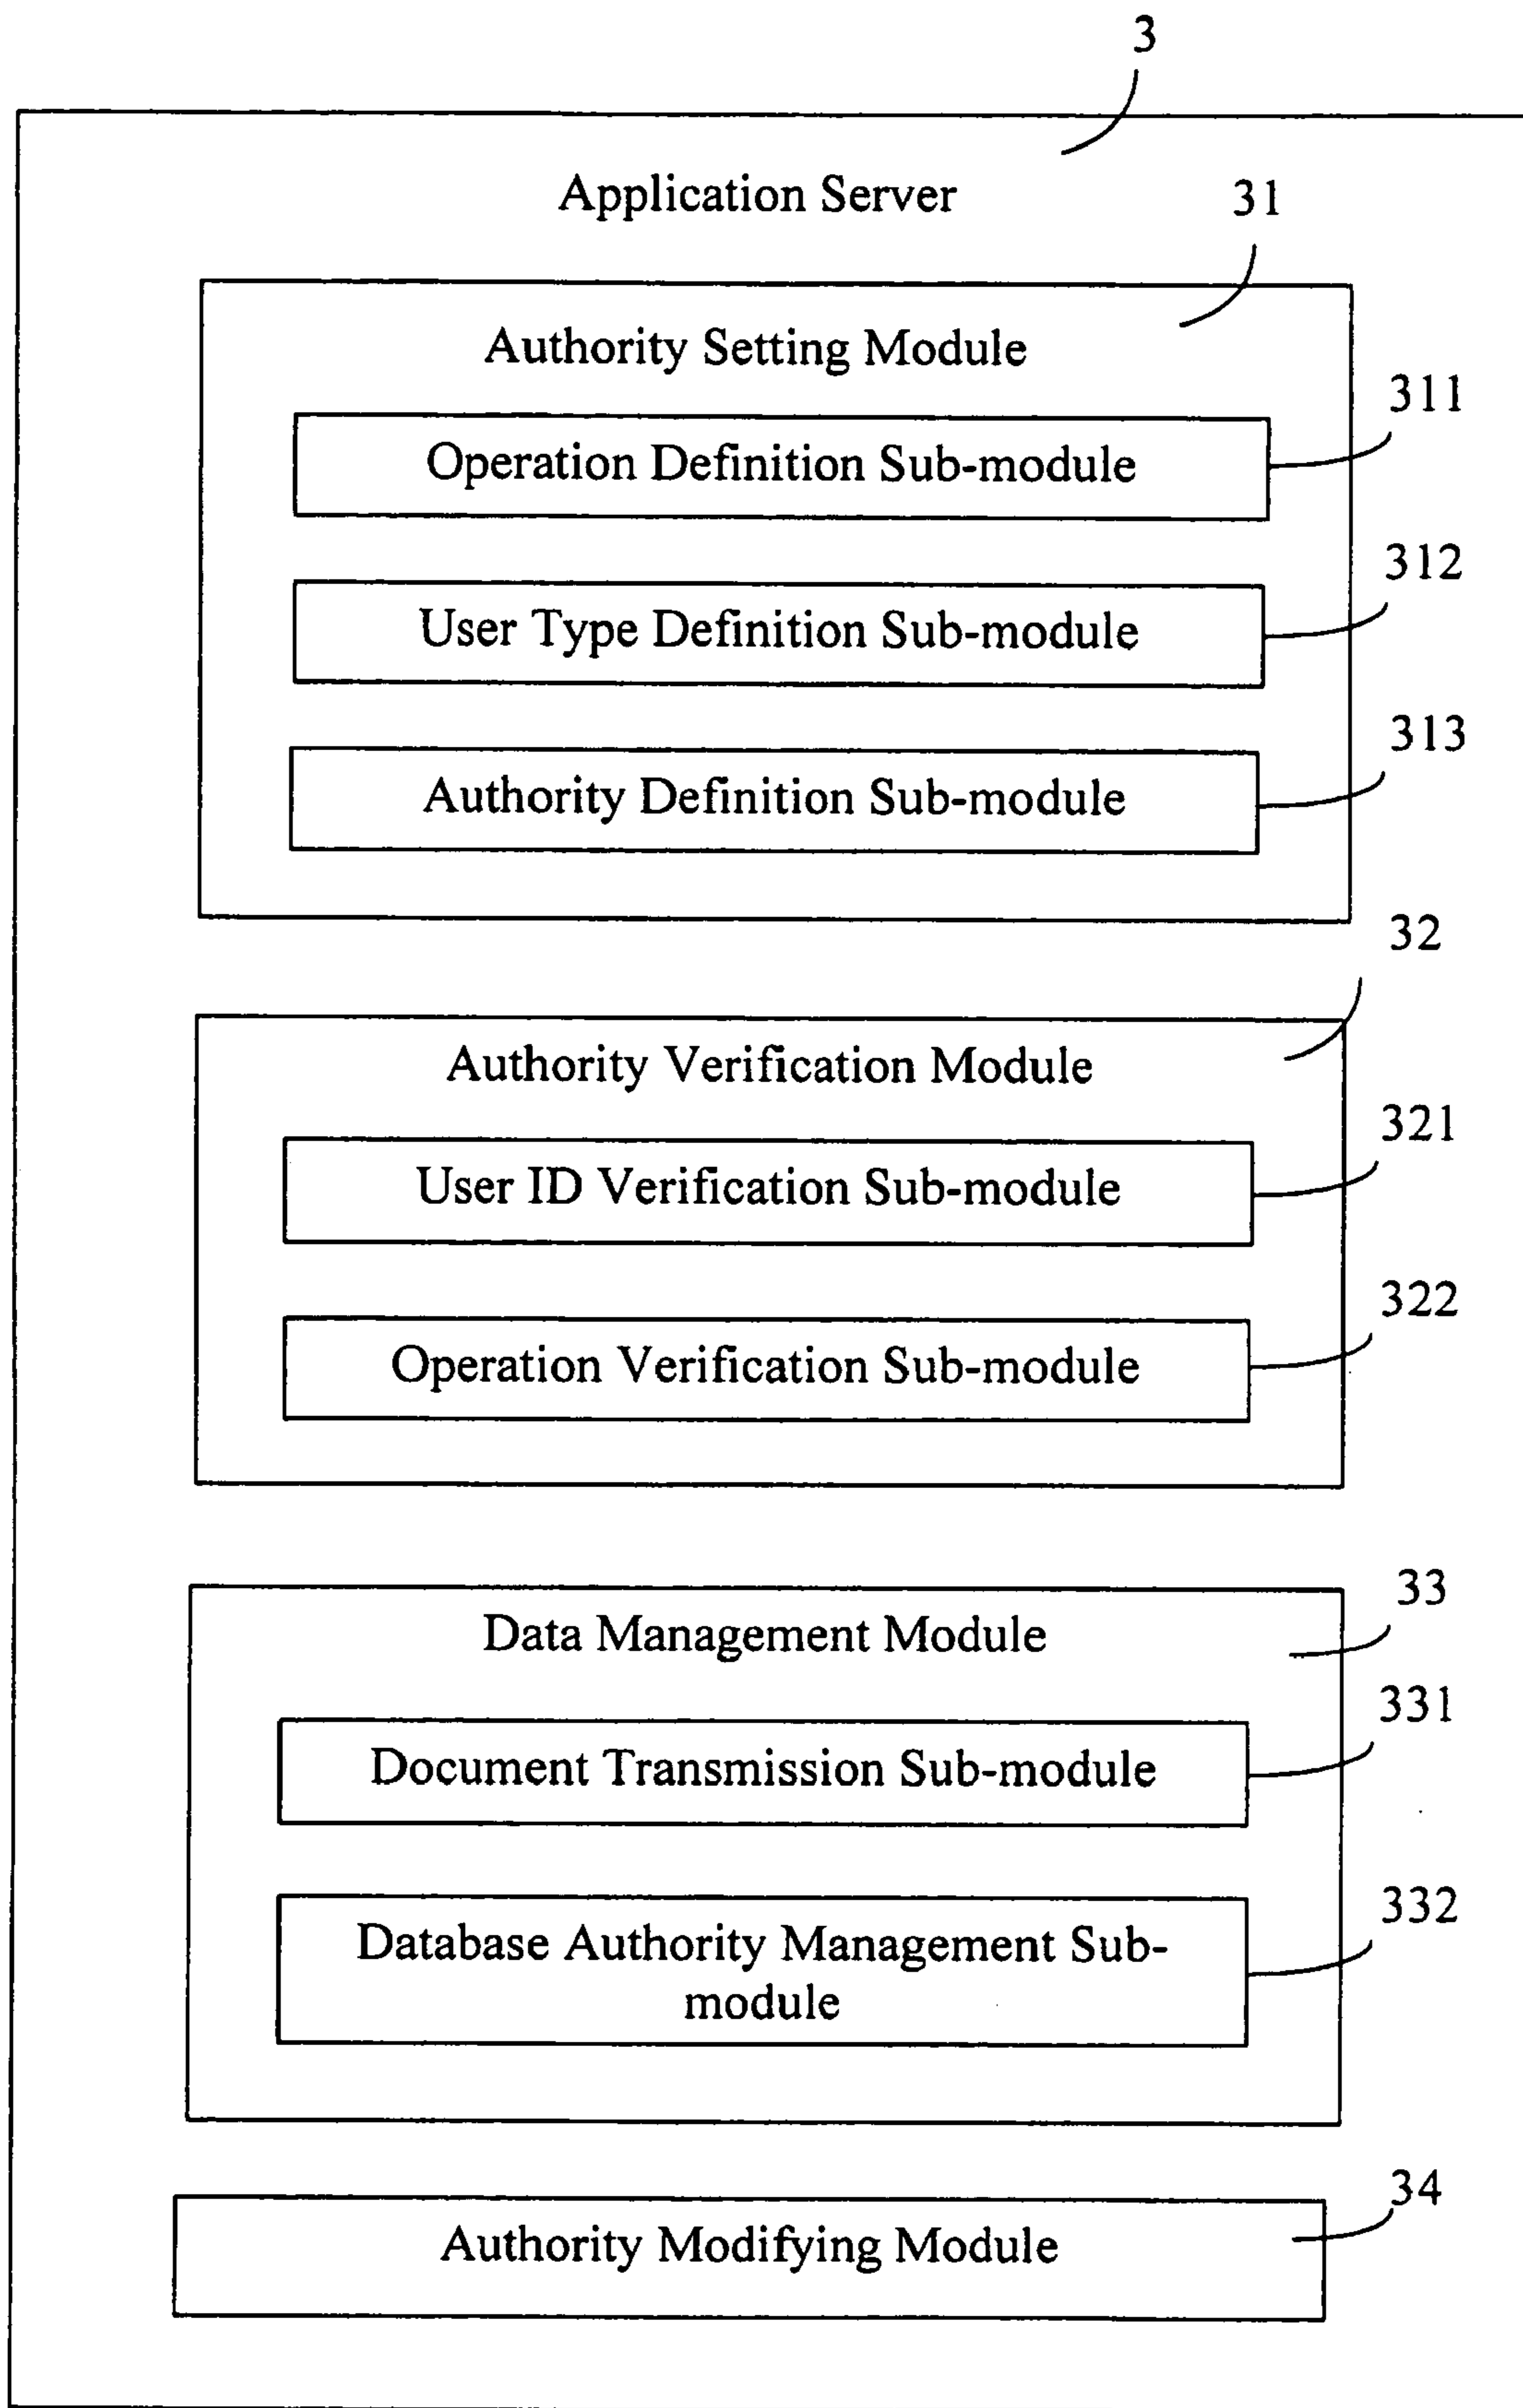 3
Application Server
31
Authority Setting Module
311
Operation Definition Sub-module
312
User Type Definition Sub-module
313
Authority Definition Sub-module
32
Authority Verification Module
321
User ID Verification Sub-module
322
Operation Verification Sub-module
33
Data Management Module
331
Document Transmission Sub-module
332
Database Authority Management Sub-
module
34
Authority Modifying Module